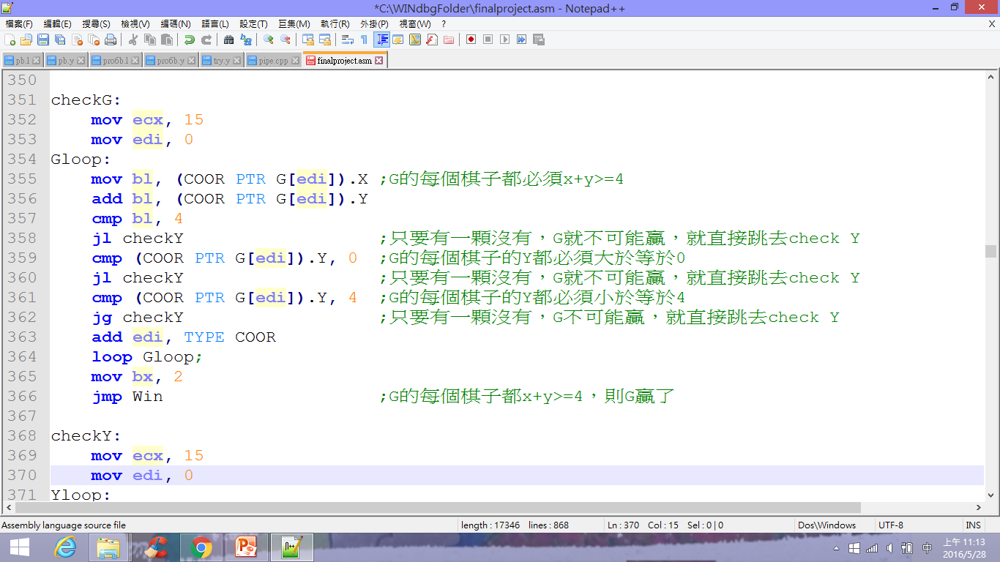 *C:\WINdbgFolder\finalproject.asm - Notepad++
檔案(F) 編輯(E) 搜尋(S) 檢視(V) 編碼(N) 語言(L) 設定(T) 巨集(M) 執行(R) 外掛(P) 視窗(W) ? X
pb.l pb.y pro6b.l pro6b.y try.y pipe.cpp finalproject.asm
350
351 checkG:
352 mov ecx, 15
353 mov edi, 0
354 Gloop:
355 mov bl, (COOR PTR G[edi]).X ;G的每個棋子都必須x+y>=4
356 add bl, (COOR PTR G[edi]).Y
357 cmp bl, 4
358 jl checkY ;只要有一顆沒有，G就不可能贏，就直接跳去check Y
359 cmp (COOR PTR G[edi]).Y, 0 ;G的每個棋子的Y都必須大於等於0
360 jl checkY ;只要有一顆沒有，G就不可能贏，就直接跳去check Y
361 cmp (COOR PTR G[edi]).Y, 4 ;G的每個棋子的Y都必須小於等於4
362 jg checkY ;只要有一顆沒有，G不可能贏，就直接跳去check Y
363 add edi, TYPE COOR
364 loop Gloop;
365 mov bx, 2
366 jmp Win ;G的每個棋子都x+y>=4，則G贏了
367
368 checkY:
369 mov ecx, 15
370 mov edi, 0
371 Yloop:
Assembly language source file length : 17346 lines : 868 Ln : 370 Col : 15 Sel : 0 | 0 Dos\Windows UTF-8 INS
中 上午 11:13
2016/5/28